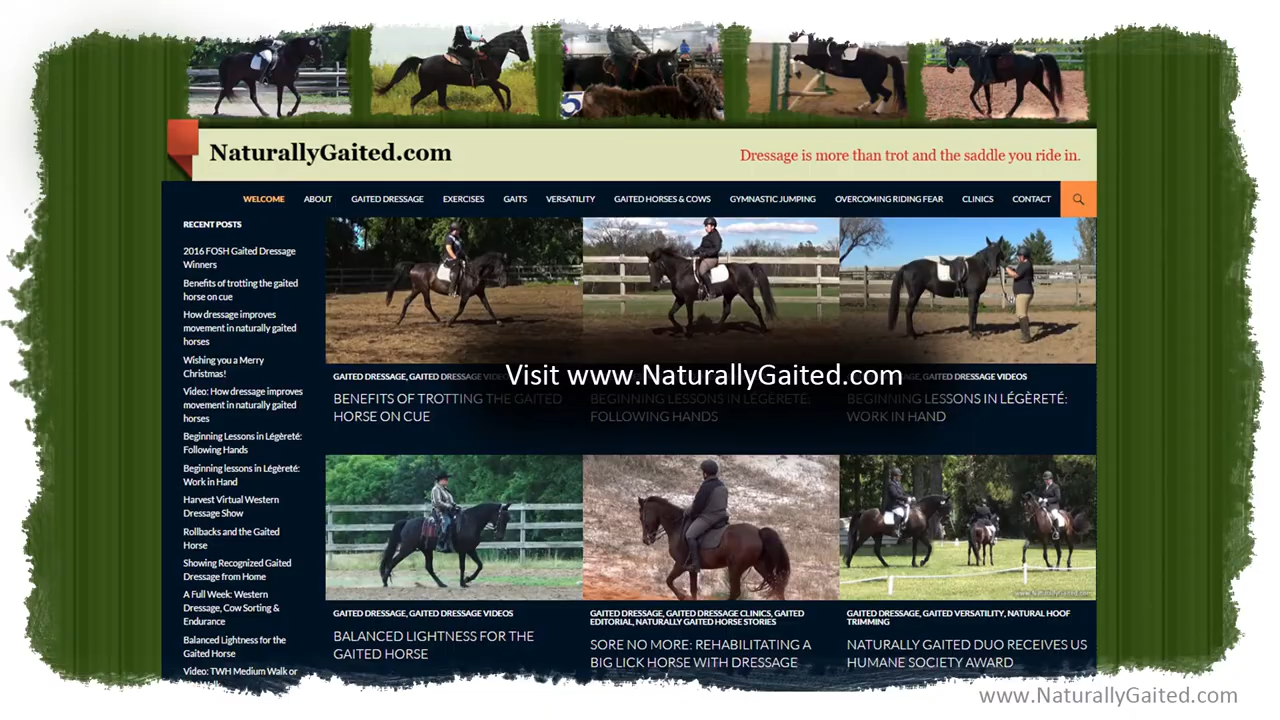 NaturallyGaited.com
Dressage is more than trot and the saddle you ride in.
WELCOME ABOUT GAITED DRESSAGE EXERCISES GAITS VERSATILITY GAITED HORSES & COWS GYMNASTIC JUMPING OVERCOMING RIDING FEAR CLINICS CONTACT
RECENT POSTS
2016 FOSH Gaited Dressage
Winners
Benefits of trotting the gaited
horse on cue
How dressage improves
movement in naturally gaited
horses
Wishing you a Merry
Christmas!
Video: How dressage improves
movement in naturally gaited
horses
Beginning Lessons in Légèreté:
Following Hands
Beginning lessons in Légèreté:
Work in Hand
Harvest Virtual Western
Dressage Show
Rollbacks and the Gaited
Horse
Showing Recognized Gaited
Dressage from Home
A Full Week: Western
Dressage, Cow Sorting &
Endurance
Balanced Lightness for the
Gaited Horse
Video: TWH Medium Walk or
Visit www.NaturallyGaited.com
GAITED DRESSAGE, GAITED DRESSAGE
BENEFITS OF TROTTING THE GAITED
HORSE ON CUE
BEGINNING LESSONS IN LÉGÈRETÉ:
FOLLOWING HANDS
GAITED DRESSAGE VIDEOS
BEGINNING LESSONS IN LÉGÈRETÉ:
WORK IN HAND
GAITED DRESSAGE, GAITED DRESSAGE VIDEOS
BALANCED LIGHTNESS FOR THE
GAITED HORSE
GAITED DRESSAGE, GAITED DRESSAGE CLINICS, GAITED
EDITORIAL, NATURALLY GAITED HORSE STORIES
SORE NO MORE: REHABILITATING A
BIG LICK HORSE WITH DRESSAGE
www.NaturallyGaited.com
GAITED DRESSAGE, GAITED VERSATILITY, NATURAL HOOF
TRIMMING
NATURALLY GAITED DUO RECEIVES US
HUMANE SOCIETY AWARD
www.NaturallyGaited.com